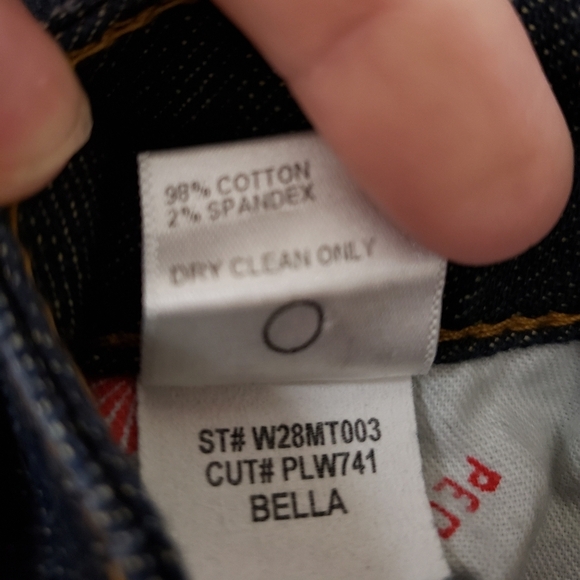 98% COTTON
2% SPANDEX
DRY CLEAN ONLY
ST# W28MT003
CUT# PLW741
BELLA